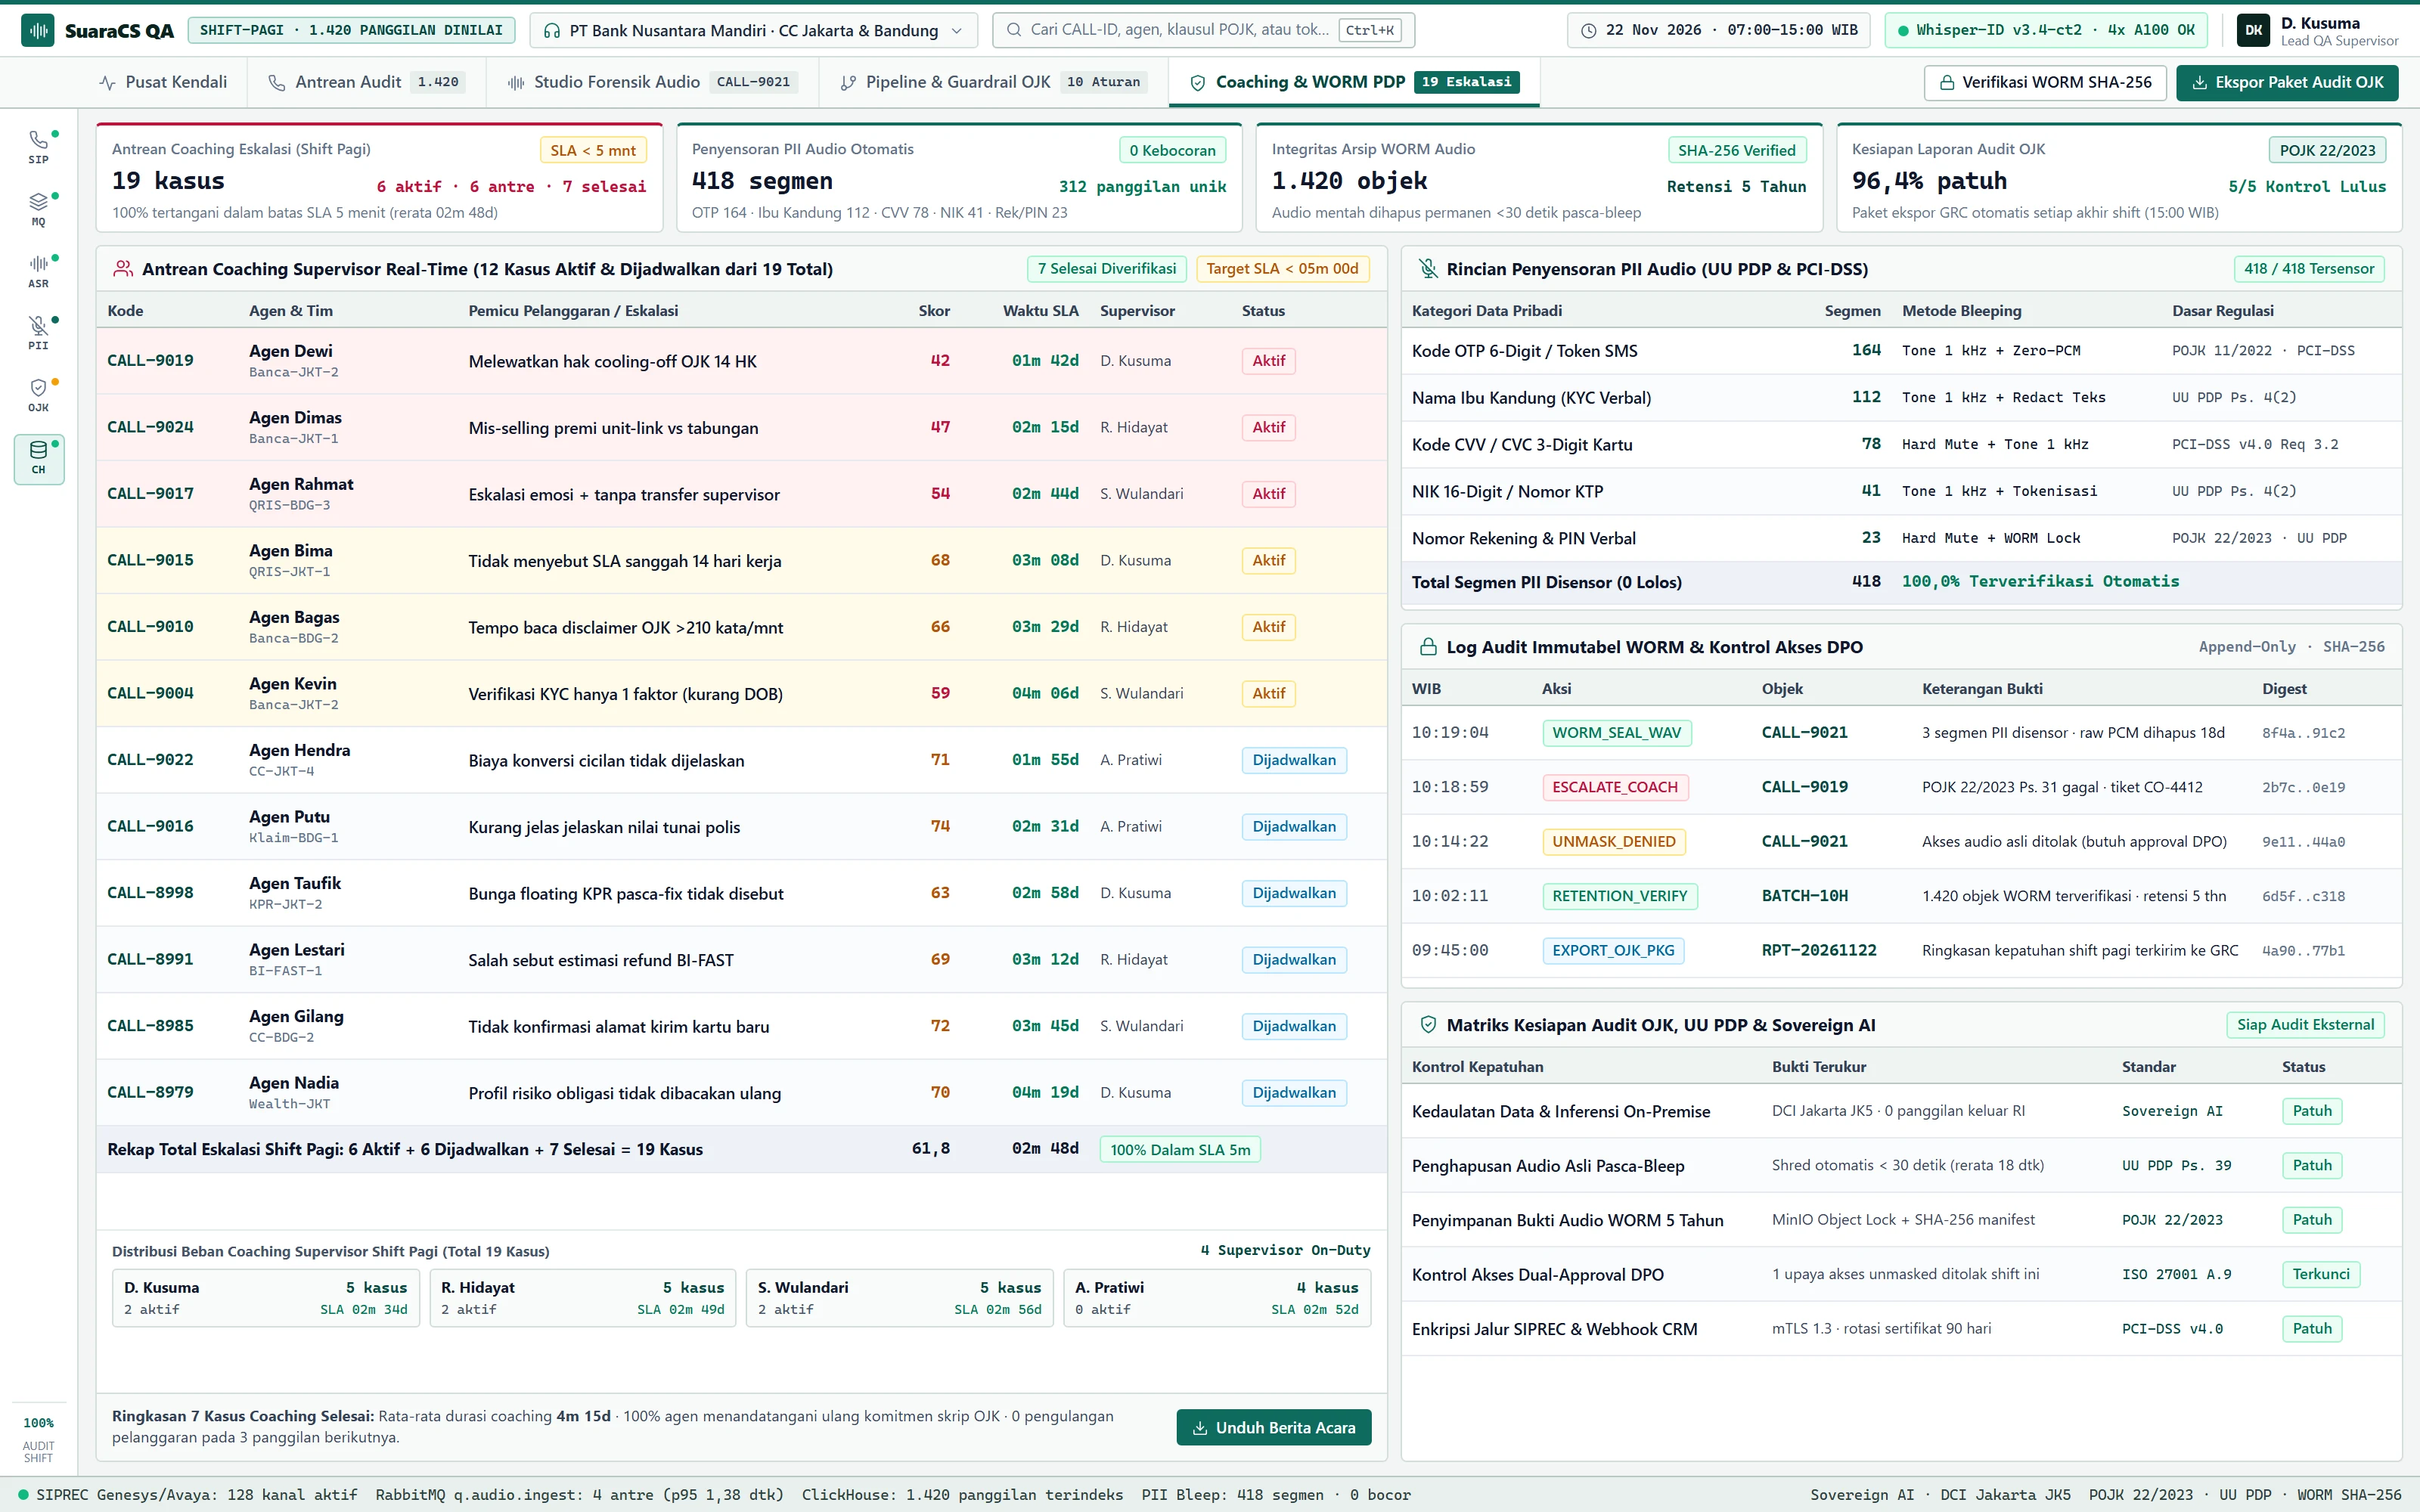 SuaraCS QA
SHIFT-PAGI · 1.420 PANGGILAN DINILAI
PT Bank Nusantara Mandiri · CC Jakarta & Bandung
Cari CALL-ID, agen, klausul POJK, atau tok... Ctrl+K
22 Nov 2026 · 07:00–15:00 WIB
Whisper-ID v3.4-ct2 · 4x A100 OK
DK
D. Kusuma
Lead QA Supervisor
Pusat Kendali
Antrean Audit 1.420
Studio Forensik Audio CALL-9021
Pipeline & Guardrail OJK 10 Aturan
Coaching & WORM PDP 19 Eskalasi
Verifikasi WORM SHA-256
Ekspor Paket Audit OJK
SIP
MQ
ASR
PII
OJK
CH
100%
AUDIT
SHIFT
Antrean Coaching Eskalasi (Shift Pagi) SLA < 5 mnt
19 kasus 6 aktif · 6 antre · 7 selesai
100% tertangani dalam batas SLA 5 menit (rerata 02m 48d)
Penyensoran PII Audio Otomatis 0 Kebocoran
418 segmen 312 panggilan unik
OTP 164 · Ibu Kandung 112 · CVV 78 · NIK 41 · Rek/PIN 23
Integritas Arsip WORM Audio SHA-256 Verified
1.420 objek Retensi 5 Tahun
Audio mentah dihapus permanen <30 detik pasca-bleep
Kesiapan Laporan Audit OJK POJK 22/2023
96,4% patuh 5/5 Kontrol Lulus
Paket ekspor GRC otomatis setiap akhir shift (15:00 WIB)
Antrean Coaching Supervisor Real-Time (12 Kasus Aktif & Dijadwalkan dari 19 Total) 7 Selesai Diverifikasi Target SLA < 05m 00d
Kode Agen & Tim Pemicu Pelanggaran / Eskalasi Skor Waktu SLA Supervisor Status
CALL-9019 Agen Dewi Melewatkan hak cooling-off OJK 14 HK 42 01m 42d D. Kusuma Aktif
Banca-JKT-2
CALL-9024 Agen Dimas Mis-selling premi unit-link vs tabungan 47 02m 15d R. Hidayat Aktif
Banca-JKT-1
CALL-9017 Agen Rahmat Eskalasi emosi + tanpa transfer supervisor 54 02m 44d S. Wulandari Aktif
QRIS-BDG-3
CALL-9015 Agen Bima Tidak menyebut SLA sanggah 14 hari kerja 68 03m 08d D. Kusuma Aktif
QRIS-JKT-1
CALL-9010 Agen Bagas Tempo baca disclaimer OJK >210 kata/mnt 66 03m 29d R. Hidayat Aktif
Banca-BDG-2
CALL-9004 Agen Kevin Verifikasi KYC hanya 1 faktor (kurang DOB) 59 04m 06d S. Wulandari Aktif
Banca-JKT-2
CALL-9022 Agen Hendra Biaya konversi cicilan tidak dijelaskan 71 01m 55d A. Pratiwi Dijadwalkan
CC-JKT-4
CALL-9016 Agen Putu Kurang jelas jelaskan nilai tunai polis 74 02m 31d A. Pratiwi Dijadwalkan
Klaim-BDG-1
CALL-8998 Agen Taufik Bunga floating KPR pasca-fix tidak disebut 63 02m 58d D. Kusuma Dijadwalkan
KPR-JKT-2
CALL-8991 Agen Lestari Salah sebut estimasi refund BI-FAST 69 03m 12d R. Hidayat Dijadwalkan
BI-FAST-1
CALL-8985 Agen Gilang Tidak konfirmasi alamat kirim kartu baru 72 03m 45d S. Wulandari Dijadwalkan
CC-BDG-2
CALL-8979 Agen Nadia Profil risiko obligasi tidak dibacakan ulang 70 04m 19d D. Kusuma Dijadwalkan
Wealth-JKT
Rekap Total Eskalasi Shift Pagi: 6 Aktif + 6 Dijadwalkan + 7 Selesai = 19 Kasus 61,8 02m 48d 100% Dalam SLA 5m
Distribusi Beban Coaching Supervisor Shift Pagi (Total 19 Kasus) 4 Supervisor On-Duty
D. Kusuma 5 kasus
2 aktif SLA 02m 34d
R. Hidayat 5 kasus
2 aktif SLA 02m 49d
S. Wulandari 5 kasus
2 aktif SLA 02m 56d
A. Pratiwi 4 kasus
0 aktif SLA 02m 52d
Ringkasan 7 Kasus Coaching Selesai: Rata-rata durasi coaching 4m 15d · 100% agen menandatangani ulang komitmen skrip OJK · 0 pengulangan
pelanggaran pada 3 panggilan berikutnya.
Unduh Berita Acara
Rincian Penyensoran PII Audio (UU PDP & PCI-DSS) 418 / 418 Tersensor
Kategori Data Pribadi Segmen Metode Bleeping Dasar Regulasi
Kode OTP 6-Digit / Token SMS 164 Tone 1 kHz + Zero-PCM POJK 11/2022 · PCI-DSS
Nama Ibu Kandung (KYC Verbal) 112 Tone 1 kHz + Redact Teks UU PDP Ps. 4(2)
Kode CVV / CVC 3-Digit Kartu 78 Hard Mute + Tone 1 kHz PCI-DSS v4.0 Req 3.2
NIK 16-Digit / Nomor KTP 41 Tone 1 kHz + Tokenisasi UU PDP Ps. 4(2)
Nomor Rekening & PIN Verbal 23 Hard Mute + WORM Lock POJK 22/2023 · UU PDP
Total Segmen PII Disensor (0 Lolos) 418 100,0% Terverifikasi Otomatis
Log Audit Immutabel WORM & Kontrol Akses DPO Append-Only · SHA-256
WIB Aksi Objek Keterangan Bukti Digest
10:19:04 WORM_SEAL_WAV CALL-9021 3 segmen PII disensor · raw PCM dihapus 18d 8f4a..91c2
10:18:59 ESCALATE_COACH CALL-9019 POJK 22/2023 Ps. 31 gagal · tiket CO-4412 2b7c..0e19
10:14:22 UNMASK_DENIED CALL-9021 Akses audio asli ditolak (butuh approval DPO) 9e11..44a0
10:02:11 RETENTION_VERIFY BATCH-10H 1.420 objek WORM terverifikasi · retensi 5 thn 6d5f..c318
09:45:00 EXPORT_OJK_PKG RPT-20261122 Ringkasan kepatuhan shift pagi terkirim ke GRC 4a90..77b1
Matriks Kesiapan Audit OJK, UU PDP & Sovereign AI Siap Audit Eksternal
Kontrol Kepatuhan Bukti Terukur Standar Status
Kedaulatan Data & Inferensi On-Premise DCI Jakarta JK5 · 0 panggilan keluar RI Sovereign AI Patuh
Penghapusan Audio Asli Pasca-Bleep Shred otomatis < 30 detik (rerata 18 dtk) UU PDP Ps. 39 Patuh
Penyimpanan Bukti Audio WORM 5 Tahun MinIO Object Lock + SHA-256 manifest POJK 22/2023 Patuh
Kontrol Akses Dual-Approval DPO 1 upaya akses unmasked ditolak shift ini ISO 27001 A.9 Terkunci
Enkripsi Jalur SIPREC & Webhook CRM mTLS 1.3 · rotasi sertifikat 90 hari PCI-DSS v4.0 Patuh
SIPREC Genesys/Avaya: 128 kanal aktif RabbitMQ q.audio.ingest: 4 antre (p95 1,38 dtk) ClickHouse: 1.420 panggilan terindeks PII Bleep: 418 segmen · 0 bocor
Sovereign AI · DCI Jakarta JK5 POJK 22/2023 · UU PDP · WORM SHA-256